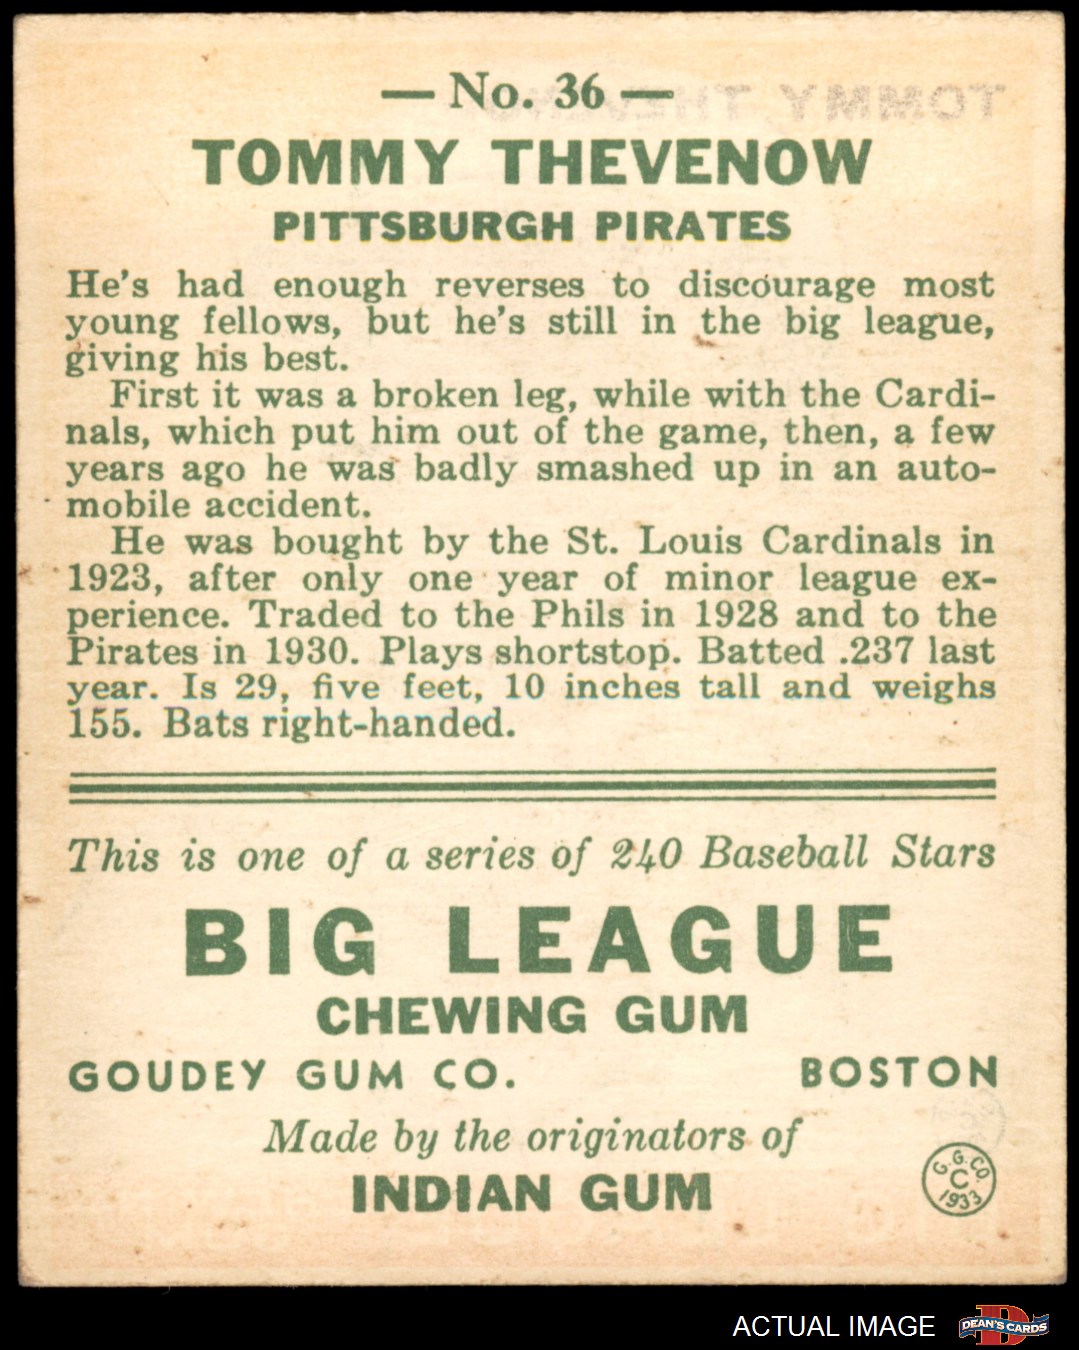 — No. 36 —
TOMMY THEVENOW
TOMMY THEVENOW
PITTSBURGH PIRATES
He's had enough reverses to discourage most
young fellows, but he's still in the big league,
giving his best.
First it was a broken leg, while with the Cardi-
nals, which put him out of the game, then, a few
years ago he was badly smashed up in an auto-
mobile accident.
He was bought by the St. Louis Cardinals in
1923, after only one year of minor league ex-
perience. Traded to the Phils in 1928 and to the
Pirates in 1930. Plays shortstop. Batted .237 last
year. Is 29, five feet, 10 inches tall and weighs
155. Bats right-handed.
This is one of a series of 240 Baseball Stars
BIG LEAGUE
CHEWING GUM
GOUDEY GUM CO. BOSTON
Made by the originators of
INDIAN GUM
G. G. CO.
C
1933
ACTUAL IMAGE
DEAN'S CARDS